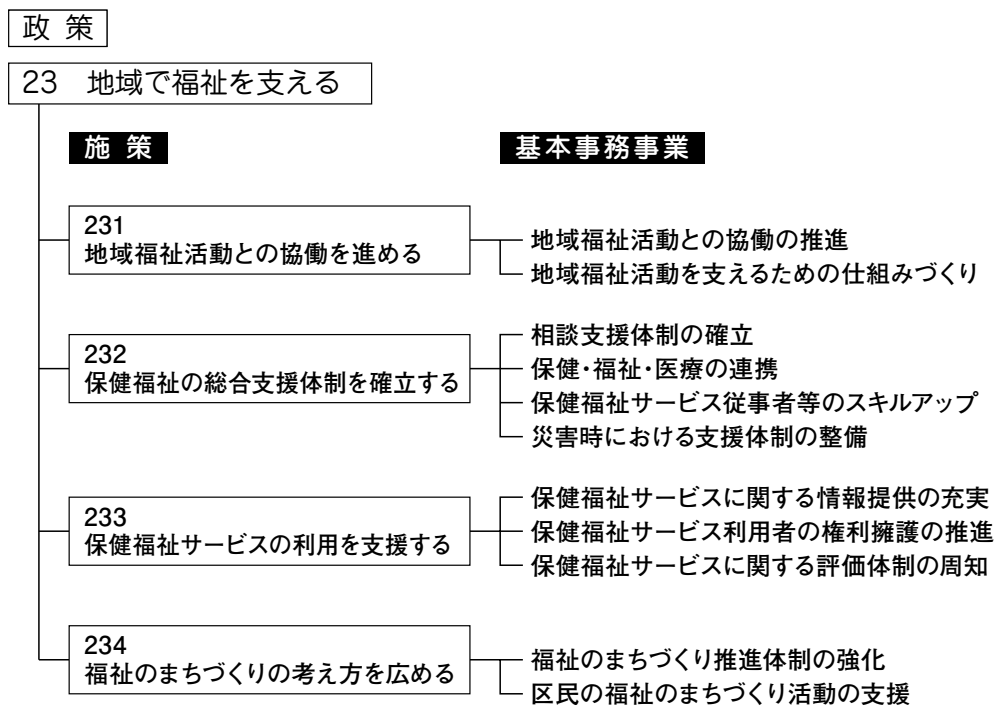 政 策
23 地域で福祉を支える
施 策
基本事務事業
231
地域福祉活動との協働を進める
地域福祉活動との協働の推進
地域福祉活動を支えるための仕組みづくり
232
保健福祉の総合支援体制を確立する
相談支援体制の確立
保健・福祉・医療の連携
保健福祉サービス従事者等のスキルアップ
災害時における支援体制の整備
233
保健福祉サービスの利用を支援する
保健福祉サービスに関する情報提供の充実
保健福祉サービス利用者の権利擁護の推進
保健福祉サービスに関する評価体制の周知
234
福祉のまちづくりの考え方を広める
福祉のまちづくり推進体制の強化
区民の福祉のまちづくり活動の支援